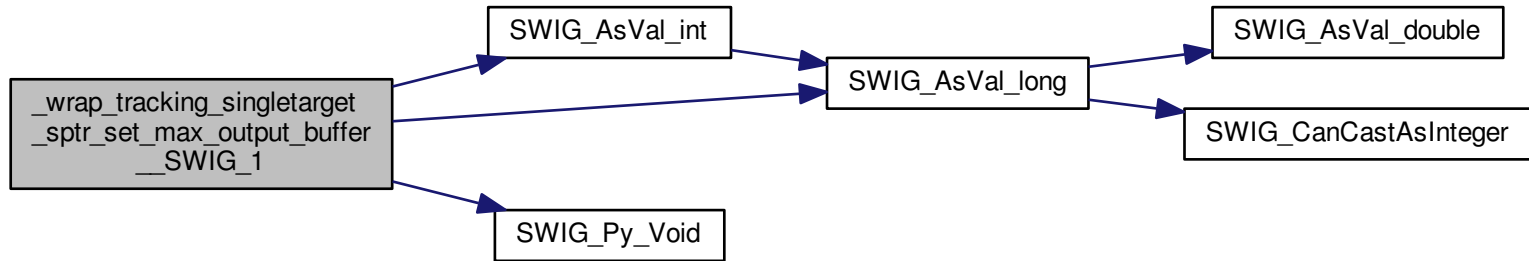 _wrap_tracking_singletarget
_sptr_set_max_output_buffer
__SWIG_1
SWIG_AsVal_int
SWIG_Py_Void
SWIG_AsVal_long
SWIG_AsVal_double
SWIG_CanCastAsInteger